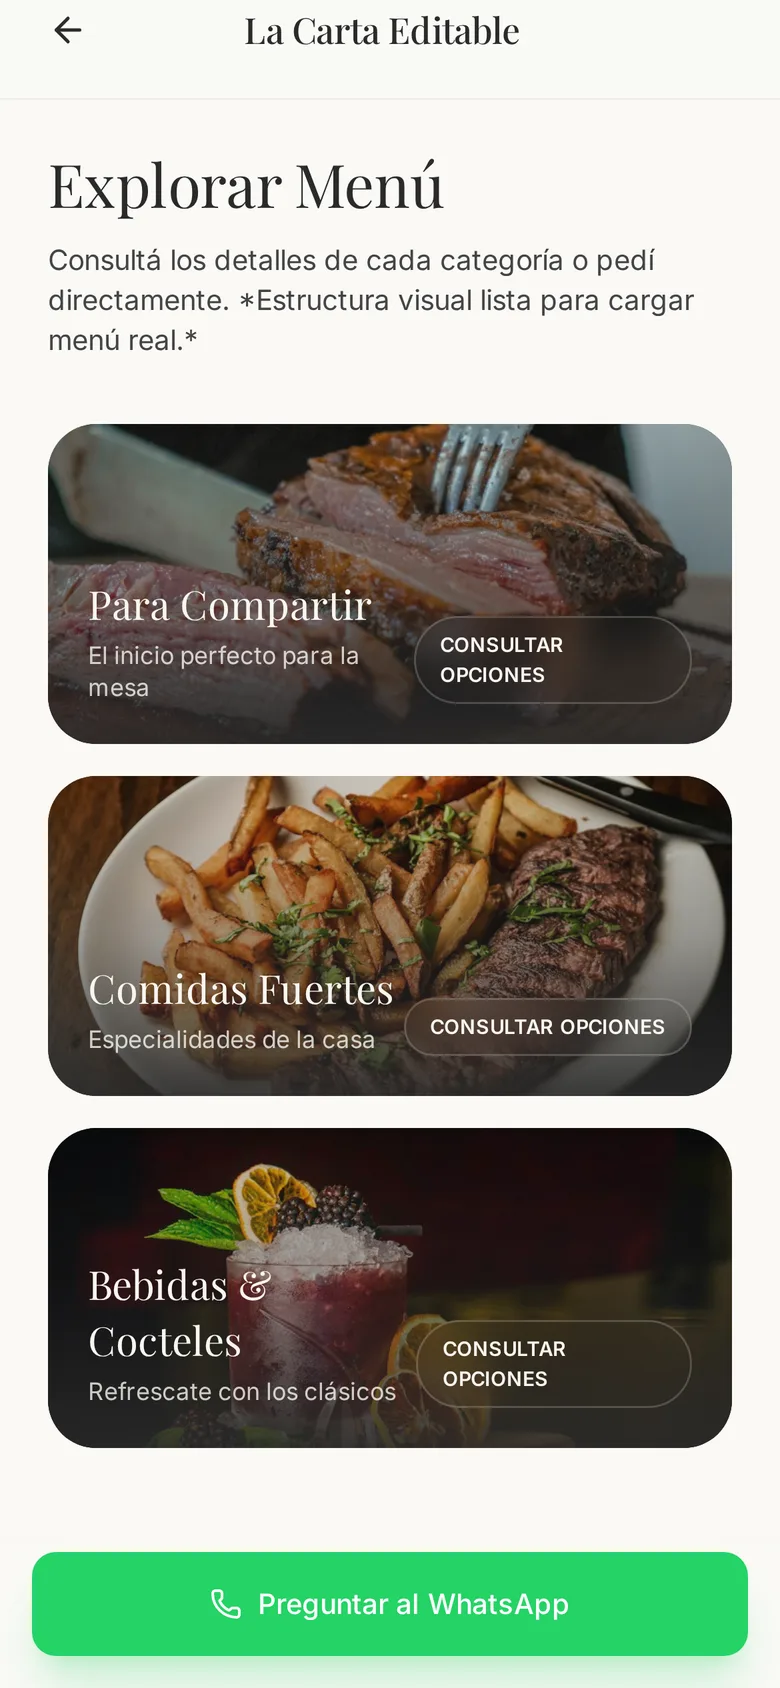 La Carta Editable
Explorar Menú
Consultá los detalles de cada categoría o pedí
directamente. *Estructura visual lista para cargar
menú real.*
Para Compartir
El inicio perfecto para la
mesa
CONSULTAR
OPCIONES
Comidas Fuertes
Especialidades de la casa
CONSULTAR OPCIONES
Bebidas &
Cocteles
Refrescate con los clásicos
CONSULTAR
OPCIONES
Preguntar al WhatsApp